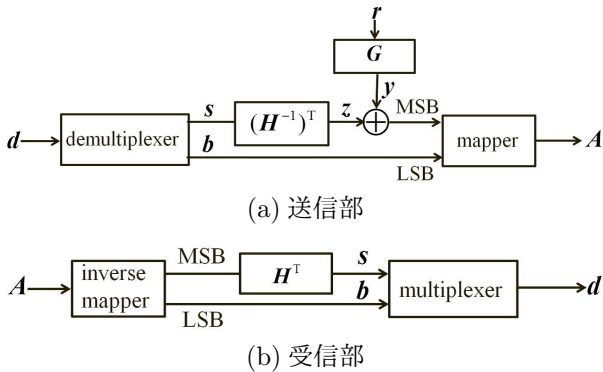 r
G
y
d demultiplexer s (H⁻¹)ᵀ z MSB mapper A
b LSB
(a) 送信部
A inverse mapper MSB Hᵀ s multiplexer d
LSB b
(b) 受信部